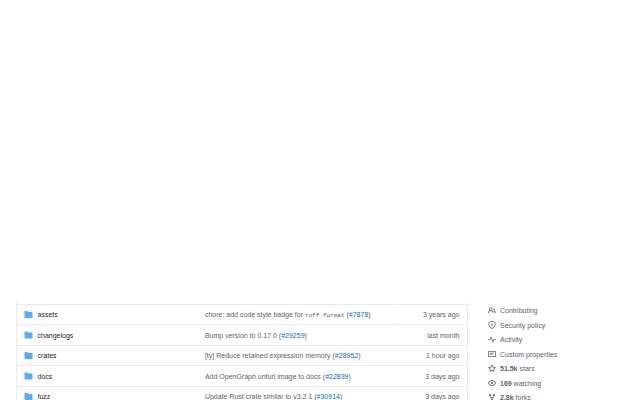 assets chore: add code style badge for ruff format (#7878) 3 years ago
changelogs Bump version to 0.17.0 (#29259) last month
crates [ty] Reduce retained expression memory (#28952) 1 hour ago
docs Add OpenGraph unfurl image to docs (#22839) 3 days ago
fuzz Update Rust crate similar to v3.2.1 (#30914) 3 days ago
Contributing
Security policy
Activity
Custom properties
51.5k stars
169 watching
2.8k forks